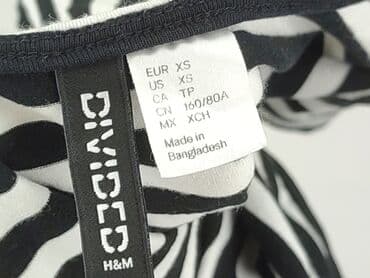 DIVIDED
H&M
EUR XS
US XS
CA TP
CN 160/80A
MX XCH
Made in
Bangladesh